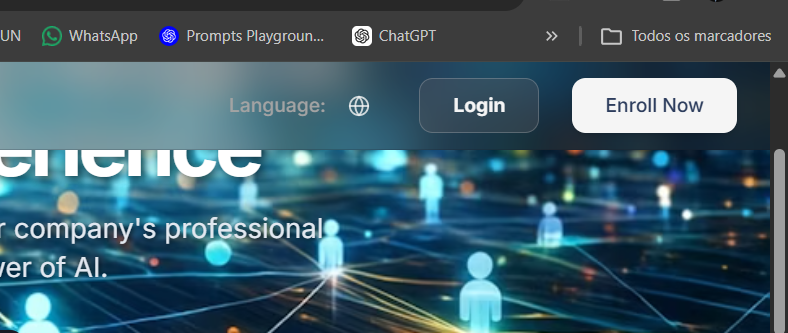 UN WhatsApp Prompts Playgroun... ChatGPT » Todos os marcadores
Language: Login Enroll Now
erience
r company's professional
wer of AI.